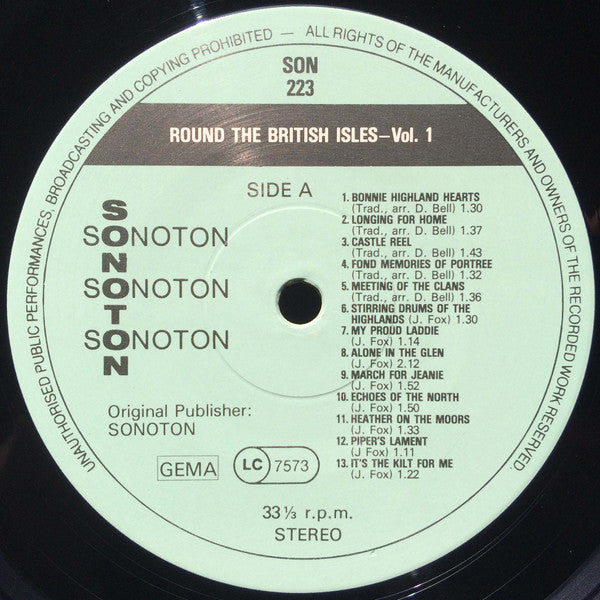 UNAUTHORISED PUBLIC PERFORMANCES, BROADCASTING AND COPYING PROHIBITED — ALL RIGHTS OF THE MANUFACTURERS AND OWNERS OF THE RECORDED WORK RESERVED
SON
223
ROUND THE BRITISH ISLES–Vol. 1
SIDE A
SONOTON
SONOTON
SONOTON
SONOTON
Original Publisher:
SONOTON
GEMA
LC 7573
1. BONNIE HIGHLAND HEARTS
(Trad., arr. D. Bell) 1.30
2. LONGING FOR HOME
(Trad., arr. D. Bell) 1.37
3. CASTLE REEL
(Trad., arr. D. Bell) 1.43
4. FOND MEMORIES OF PORTREE
(Trad., arr. D. Bell) 1.32
5. MEETING OF THE CLANS
(Trad., arr. D. Bell) 1.36
6. STIRRING DRUMS OF THE
HIGHLANDS (J. Fox) 1.30
7. MY PROUD LADDIE
(J. Fox) 1.14
8. ALONE IN THE GLEN
(J. Fox) 2.12
9. MARCH FOR JEANIE
(J. Fox) 1.52
10. ECHOES OF THE NORTH
(J. Fox) 1.50
11. HEATHER ON THE MOORS
(J. Fox) 1.33
12. PIPER'S LAMENT
(J. Fox) 1.11
13. IT'S THE KILT FOR ME
(J. Fox) 1.22
33 ⅓ r.p.m.
STEREO